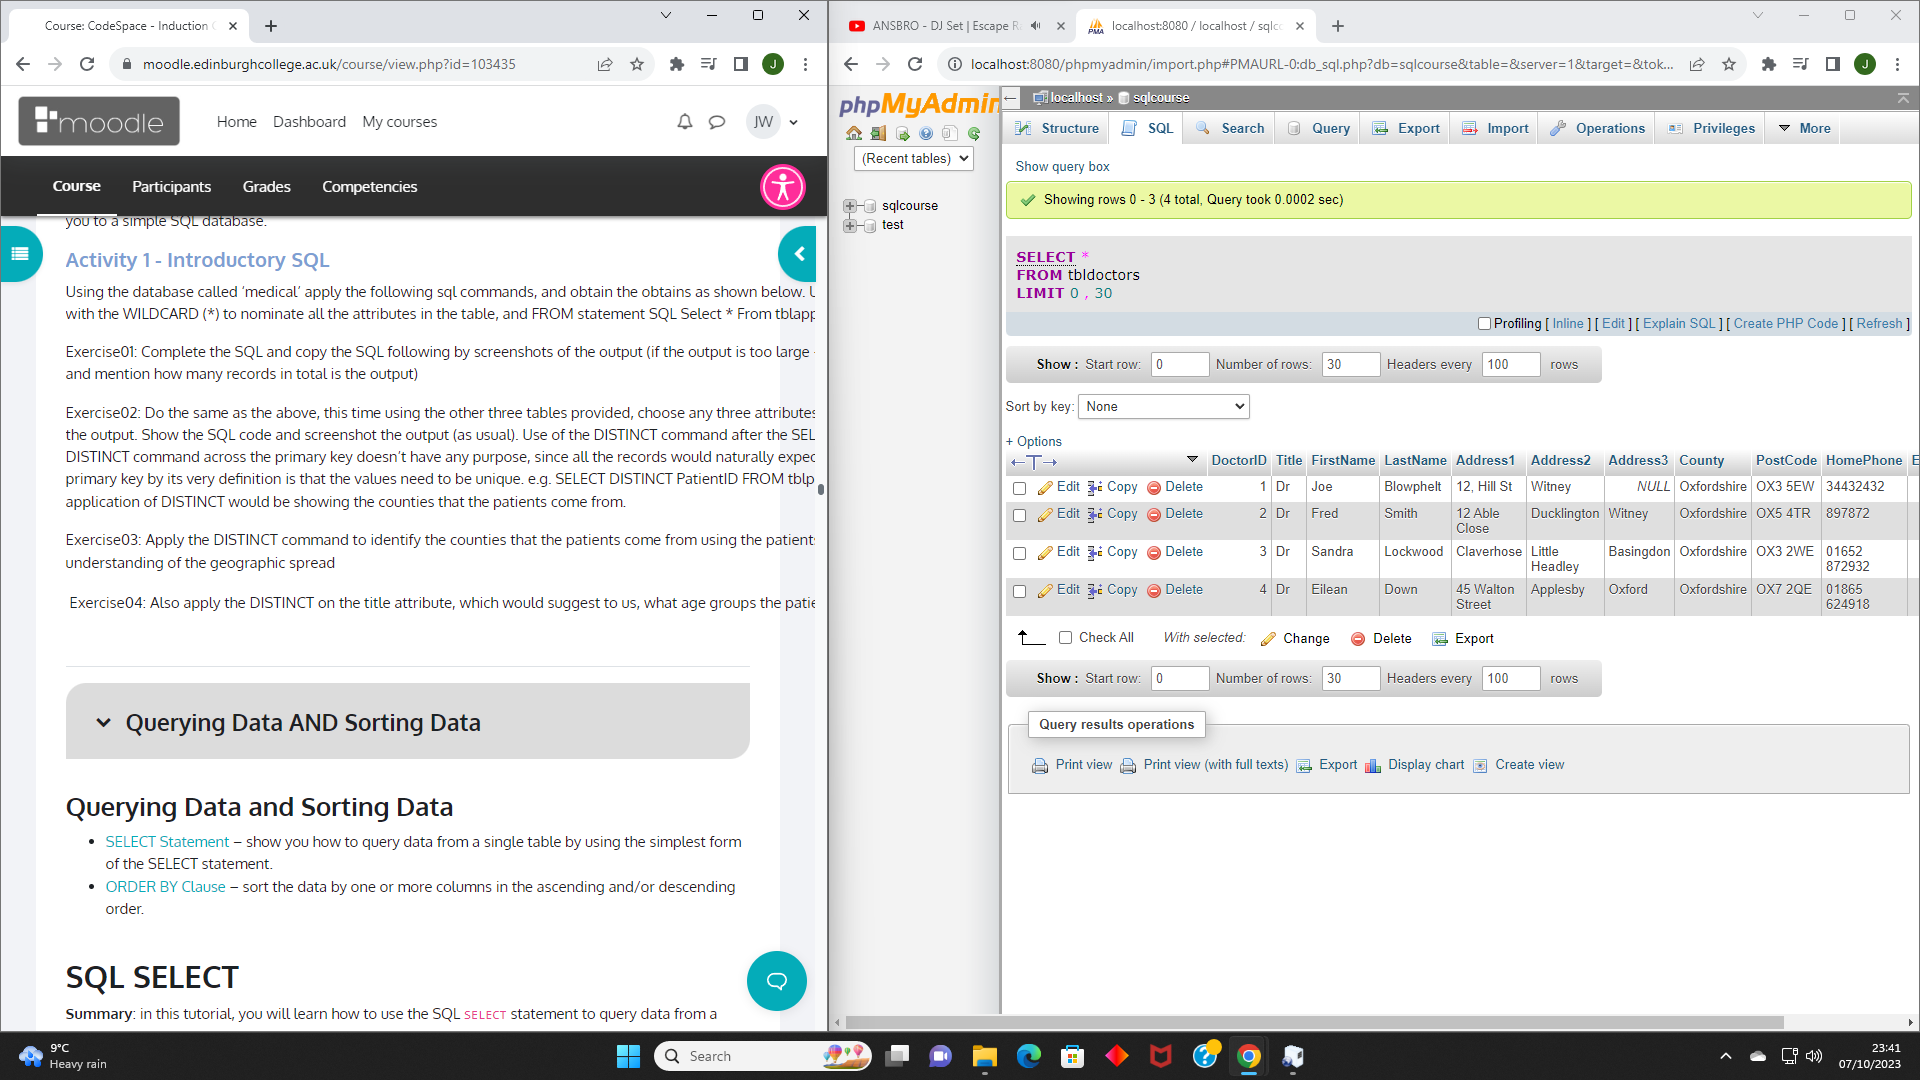 Course: CodeSpace - Induction
moodle.edinburghcollege.ac.uk/course/view.php?id=103435
J
moodle
Home Dashboard My courses
JW
Course Participants Grades Competencies
you to a simple SQL database.
Activity 1 - Introductory SQL
Using the database called ‘medical’ apply the following sql commands, and obtain the obtains as shown below.
with the WILDCARD (*) to nominate all the attributes in the table, and FROM statement SQL Select * From tblapp
Exercise01: Complete the SQL and copy the SQL following by screenshots of the output (if the output is too large
and mention how many records in total is the output)
Exercise02: Do the same as the above, this time using the other three tables provided, choose any three attributes
the output. Show the SQL code and screenshot the output (as usual). Use of the DISTINCT command after the SEL
DISTINCT command across the primary key doesn’t have any purpose, since all the records would naturally expec
primary key by its very definition is that the values need to be unique. e.g. SELECT DISTINCT PatientID FROM tblp
application of DISTINCT would be showing the counties that the patients come from.
Exercise03: Apply the DISTINCT command to identify the counties that the patients come from using the patient
understanding of the geographic spread
Exercise04: Also apply the DISTINCT on the title attribute, which would suggest to us, what age groups the patie
Querying Data AND Sorting Data
Querying Data and Sorting Data
• SELECT Statement – show you how to query data from a single table by using the simplest form
of the SELECT statement.
• ORDER BY Clause – sort the data by one or more columns in the ascending and/or descending
order.
SQL SELECT
Summary: in this tutorial, you will learn how to use the SQL SELECT statement to query data from a
ANSBRO - DJ Set | Escape R
PMA localhost:8080 / localhost / sqlc
localhost:8080/phpmyadmin/import.php#PMAURL-0:db_sql.php?db=sqlcourse&table=&server=1&target=&tok...
J
phpMyAdmin
(Recent tables)
sqlcourse
test
localhost » sqlcourse
Structure SQL Search Query Export Import Operations Privileges More
Show query box
Showing rows 0 - 3 (4 total, Query took 0.0002 sec)
SELECT *
FROM tbldoctors
LIMIT 0 , 30
Profiling [ Inline ] [ Edit ] [ Explain SQL ] [ Create PHP Code ] [ Refresh ]
Show : Start row: 0 Number of rows: 30 Headers every 100 rows
Sort by key: None
+ Options
←T→ DoctorID Title FirstName LastName Address1 Address2 Address3 County PostCode HomePhone E
Edit Copy Delete 1 Dr Joe Blowphelt 12, Hill St Witney NULL Oxfordshire OX3 5EW 34432432
Edit Copy Delete 2 Dr Fred Smith 12 Able Ducklington Witney Oxfordshire OX5 4TR 897872
Close
Edit Copy Delete 3 Dr Sandra Lockwood Claverhose Little Basingdon Oxfordshire OX3 2WE 01652
Headley 872932
Edit Copy Delete 4 Dr Eilean Down 45 Walton Applesby Oxford Oxfordshire OX7 2QE 01865
Street 624918
Check All With selected: Change Delete Export
Show : Start row: 0 Number of rows: 30 Headers every 100 rows
Query results operations
Print view Print view (with full texts) Export Display chart Create view
9°C
Heavy rain
Search
2
23:41
07/10/2023